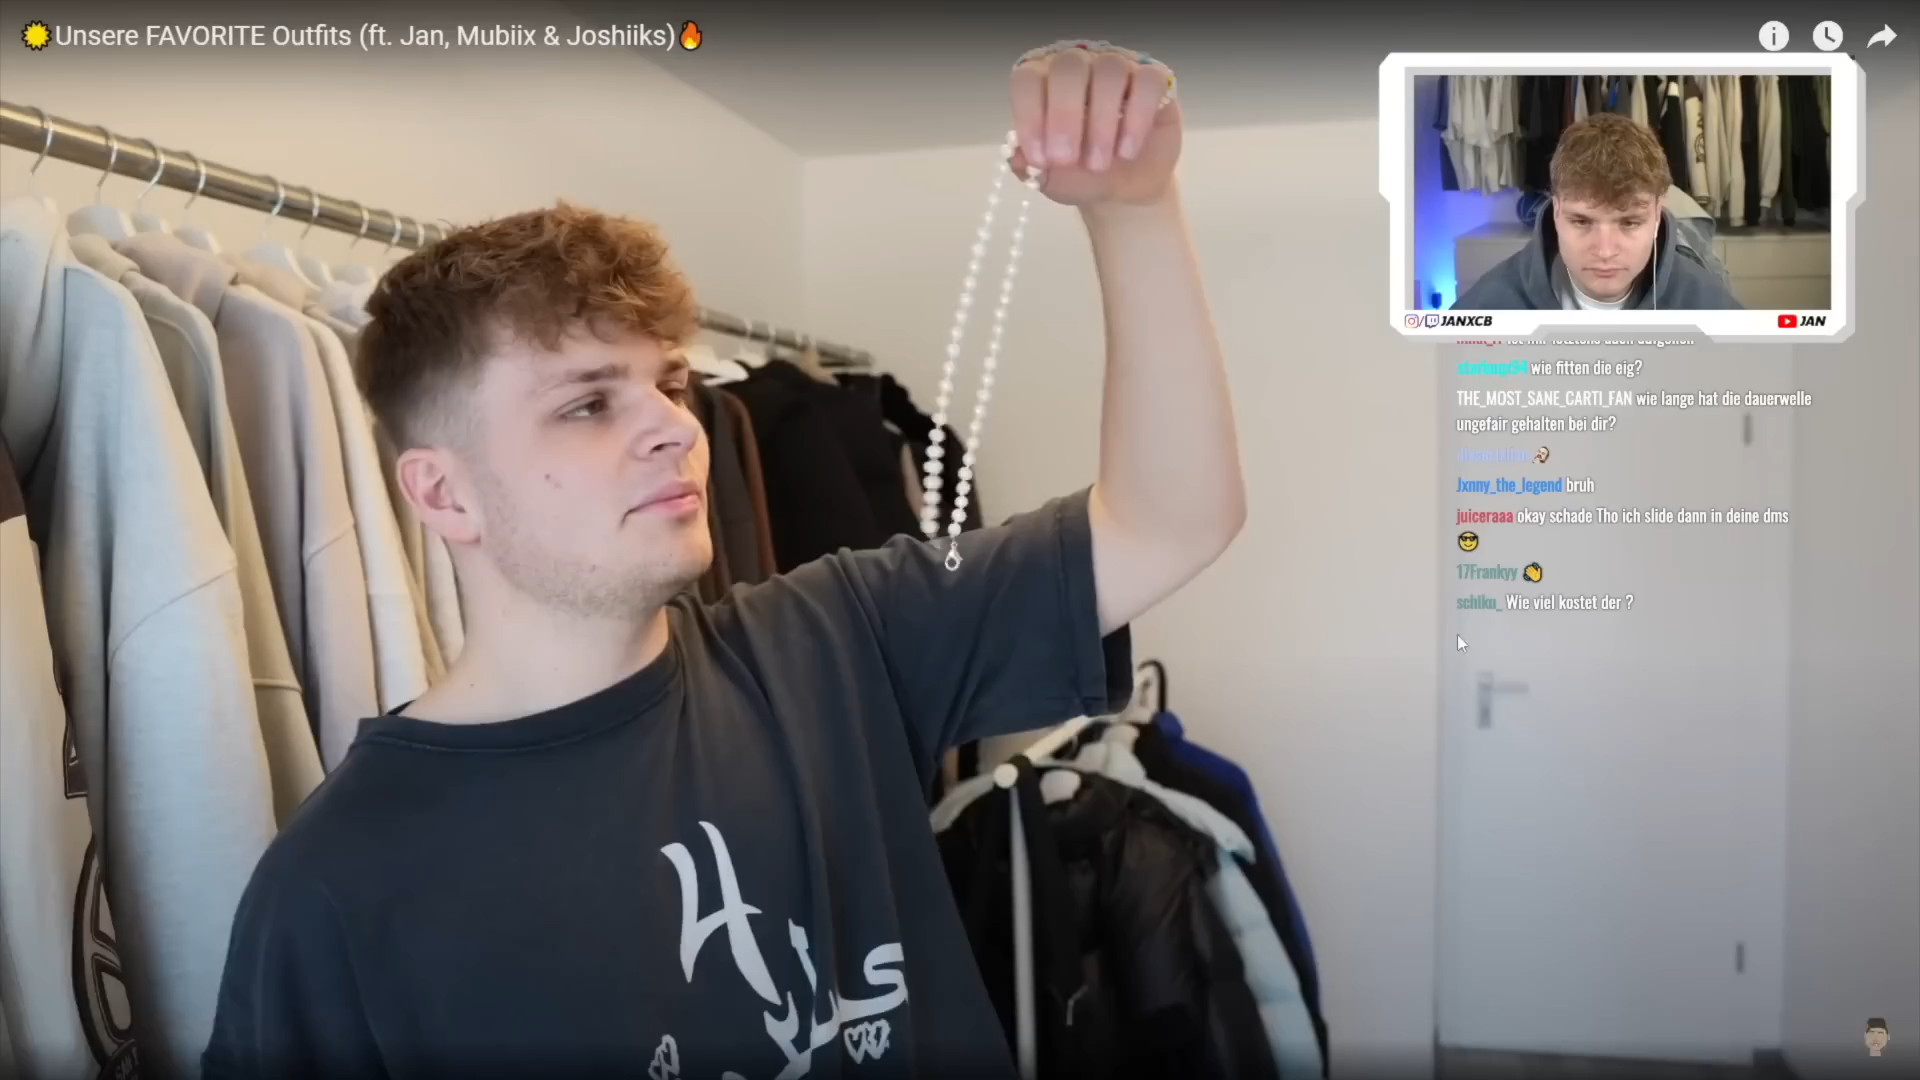 Unsere FAVORITE Outfits (ft. Jan, Mubiix & Joshiiks)
JANXCB
JAN
wie fitten die eig?
THE_MOST_SANE_CARTI_FAN wie lange hat die dauerwelle
ungefair gehalten bei dir?
Jxnny_the_legend bruh
juiceraaa okay schade Tho ich slide dann in deine dms
17Frankyy
schiku_ Wie viel kostet der ?